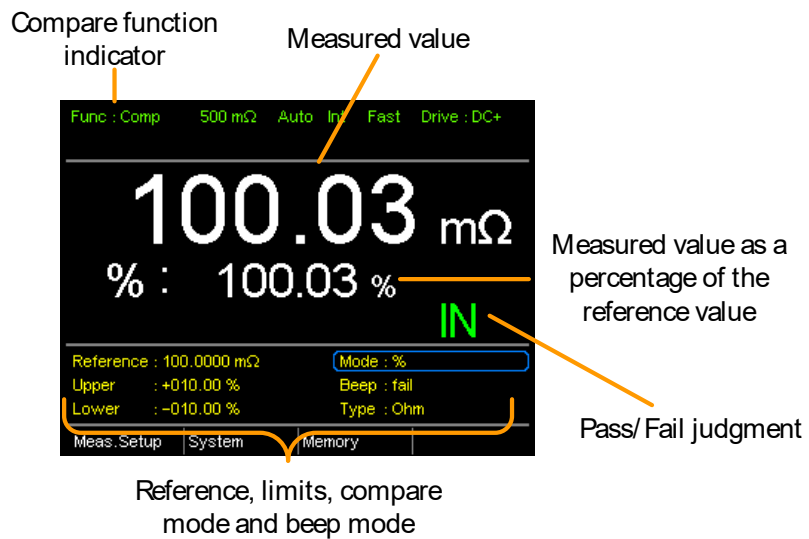 Compare function
indicator
Measured value
Func : Comp 500 mΩ Auto Int Fast Drive : DC+
100.03 mΩ
% : 100.03 %
IN
Measured value as a
percentage of the
reference value
Reference : 100.0000 mΩ Mode : %
Upper : +010.00 % Beep : fail
Lower : −010.00 % Type : Ohm
Meas.Setup System Memory
Pass/Fail judgment
Reference, limits, compare
mode and beep mode